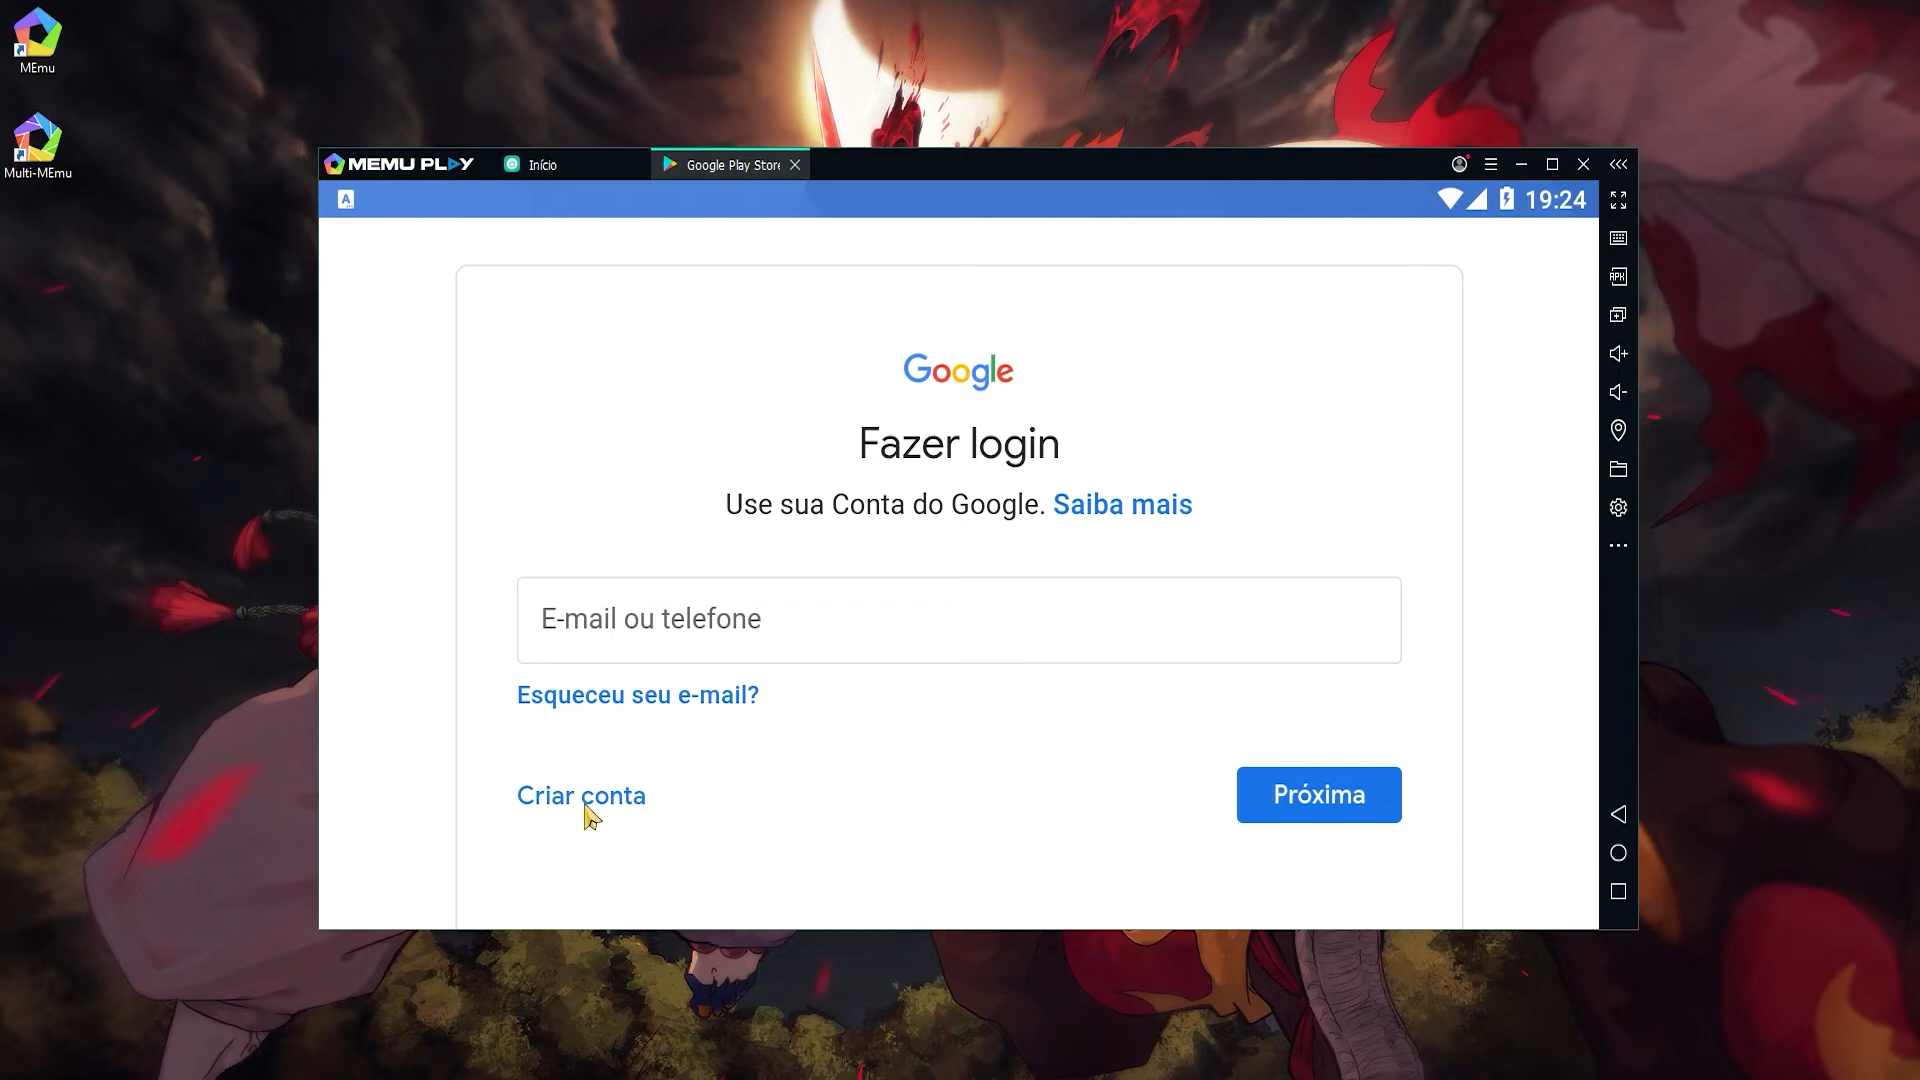 MEmu
Multi-MEmu
MEMU PLAY
Início
Google Play Store
A
19:24
APK
Google
Fazer login
Use sua Conta do Google. Saiba mais
E-mail ou telefone
Esqueceu seu e-mail?
Criar conta
Próxima